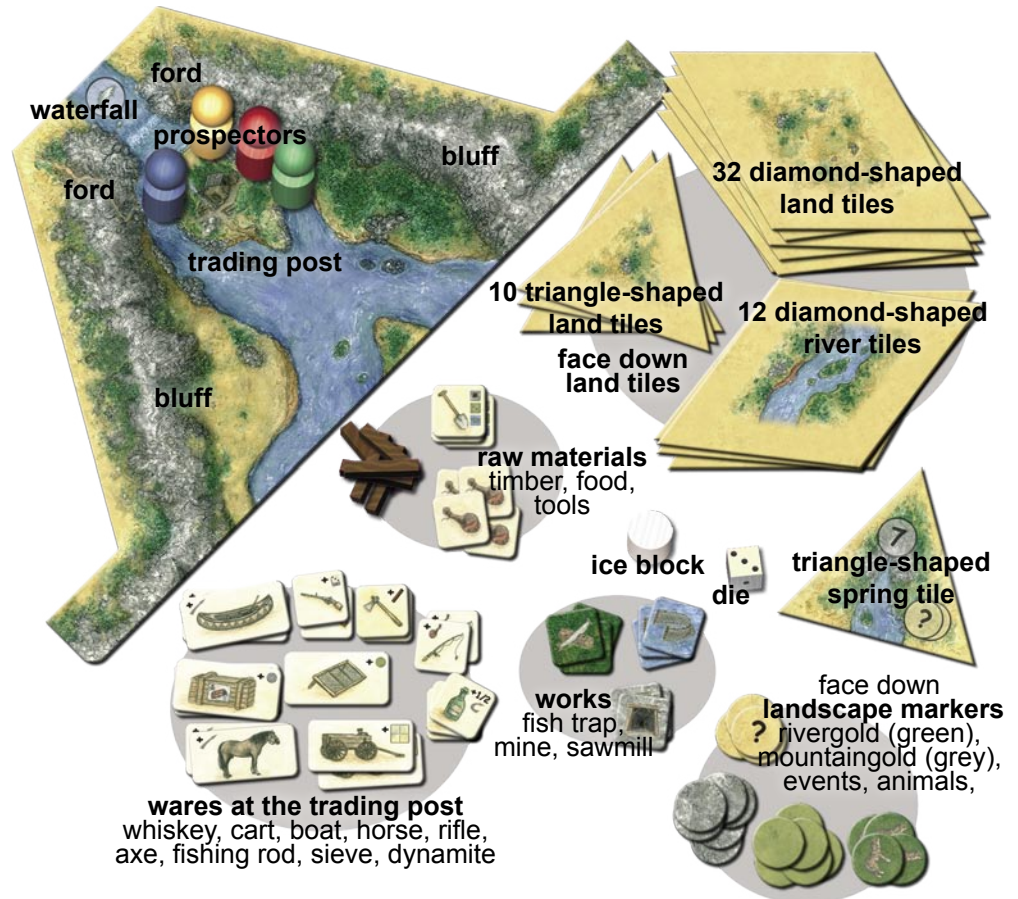 ford
waterfall
prospectors
bluff
ford
trading post
bluff
32 diamond-shaped
land tiles
10 triangle-shaped
land tiles
12 diamond-shaped
river tiles
face down
land tiles
raw materials
timber, food,
tools
ice block
die
7
triangle-shaped
spring tile
?
+1/2
works
fish trap,
mine, sawmill
face down
landscape markers
?
rivergold (green),
mountaingold (grey),
events, animals,
wares at the trading post
whiskey, cart, boat, horse, rifle,
axe, fishing rod, sieve, dynamite